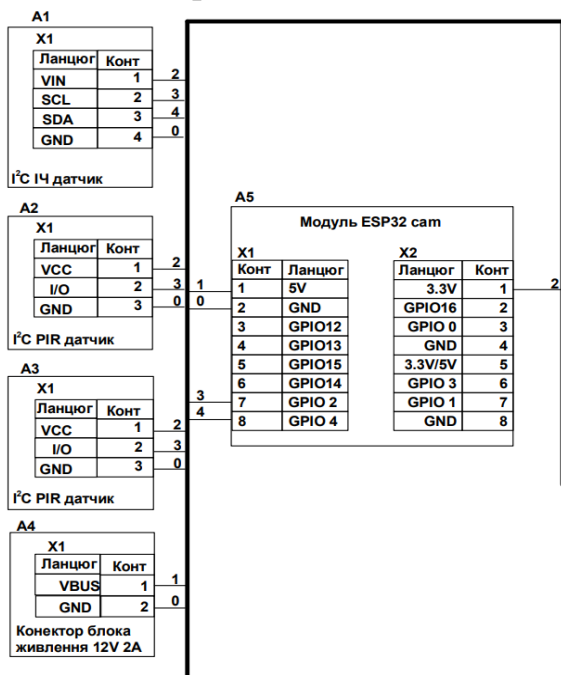 A1
X1
Ланцюг Конт
VIN 1 2
SCL 2 3
SDA 3 4
GND 4 0
I²C ІЧ датчик
A2
X1
Ланцюг Конт
VCC 1 2
I/O 2 3
GND 3 0
I²C PIR датчик
A3
X1
Ланцюг Конт
VCC 1 2
I/O 2 3
GND 3 0
I²C PIR датчик
A4
X1
Ланцюг Конт
VBUS 1 1
GND 2 0
Конектор блока
живлення 12V 2A
A5
Модуль ESP32 cam
X1
Конт Ланцюг
1 1 5V
0 2 GND
3 GPIO12
4 GPIO13
5 GPIO15
6 GPIO14
3 7 GPIO 2
4 8 GPIO 4
X2
Ланцюг Конт
3.3V 1 2
GPIO16 2
GPIO 0 3
GND 4
3.3V/5V 5
GPIO 3 6
GPIO 1 7
GND 8